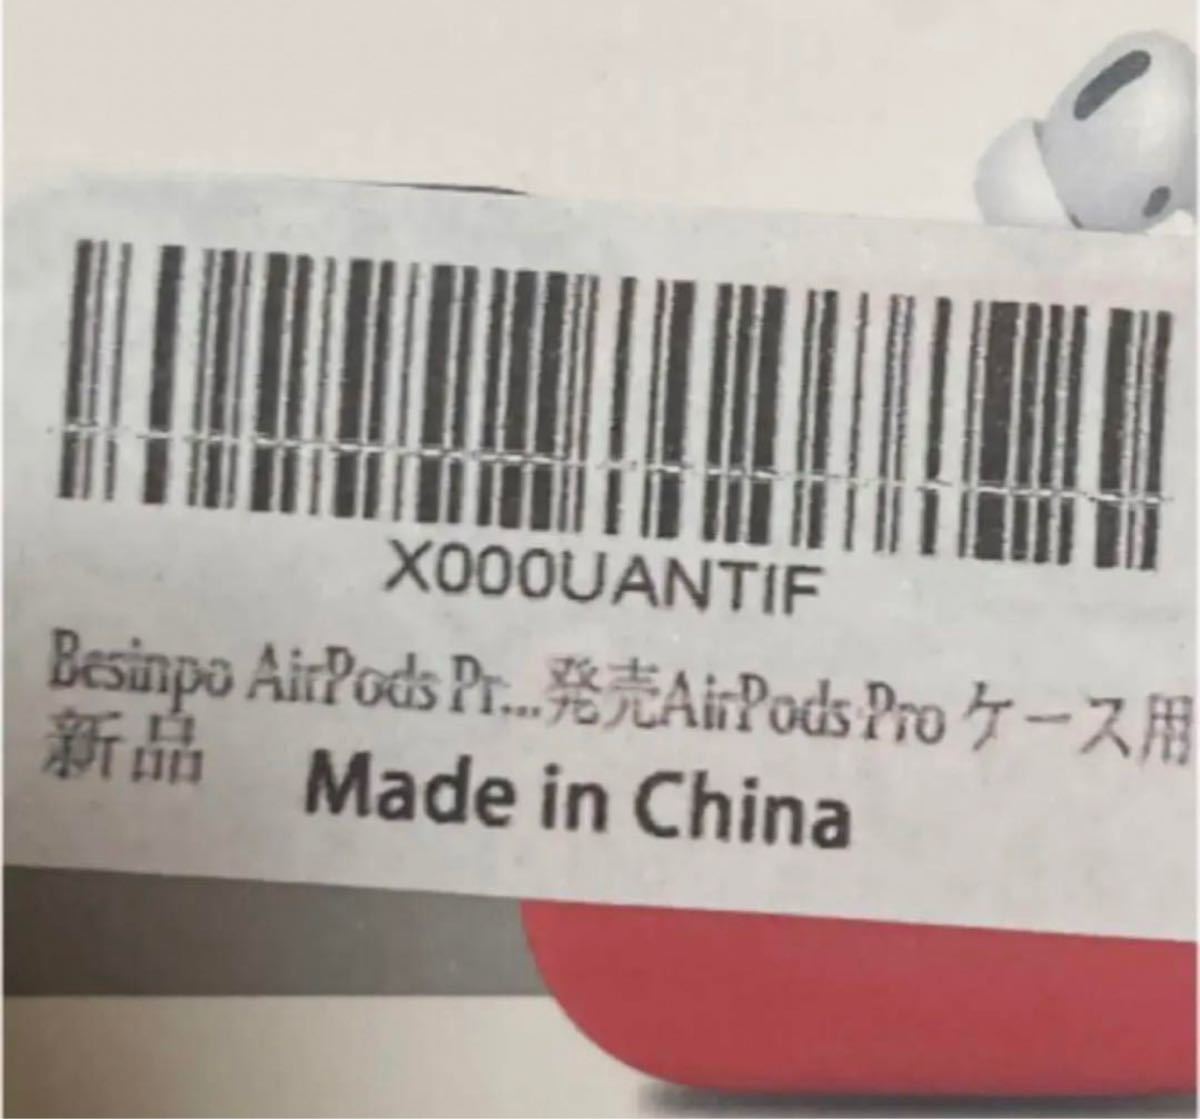 X000UANTIF
Besinpo AirPods Pr...発売AirPods Pro ケース用
新品
Made in China